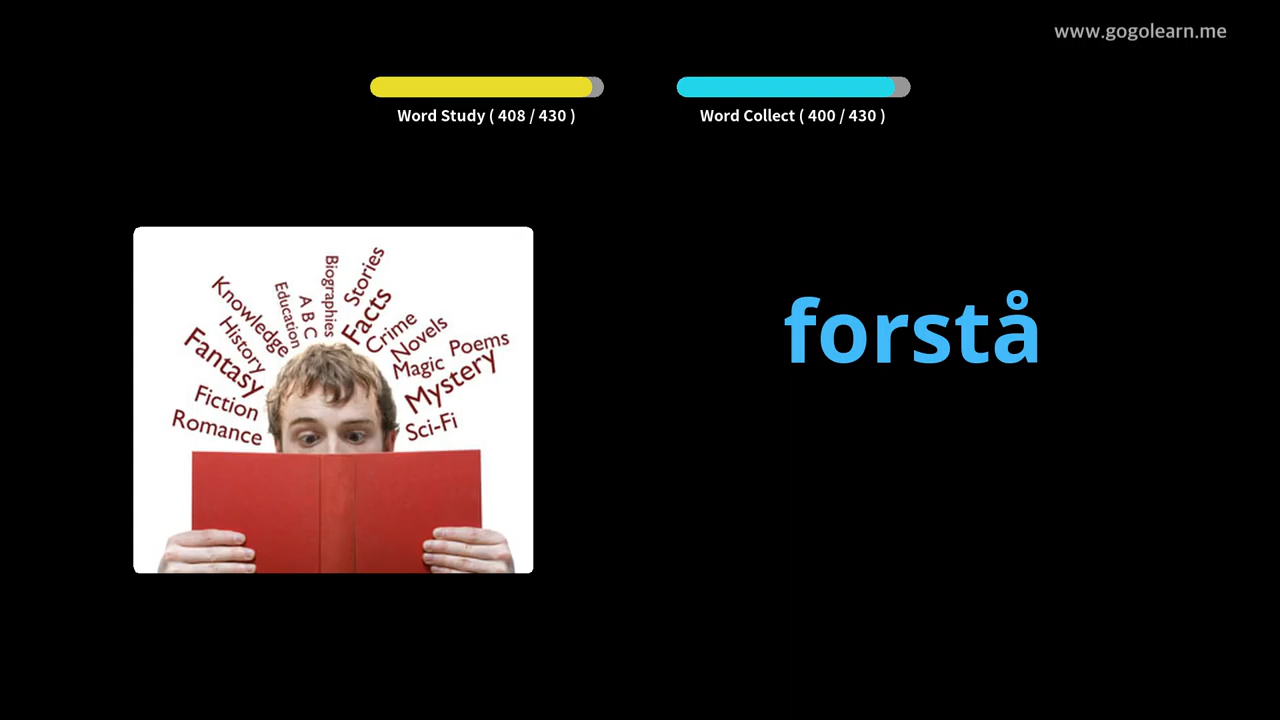 www.gogolearn.me
Word Study ( 408 / 430 )
Word Collect ( 400 / 430 )
forstå
Stories
Biographies
Facts
A B C
Education
Knowledge
History
Fantasy
Fiction
Romance
Crime
Novels
Poems
Magic
Mystery
Sci-Fi